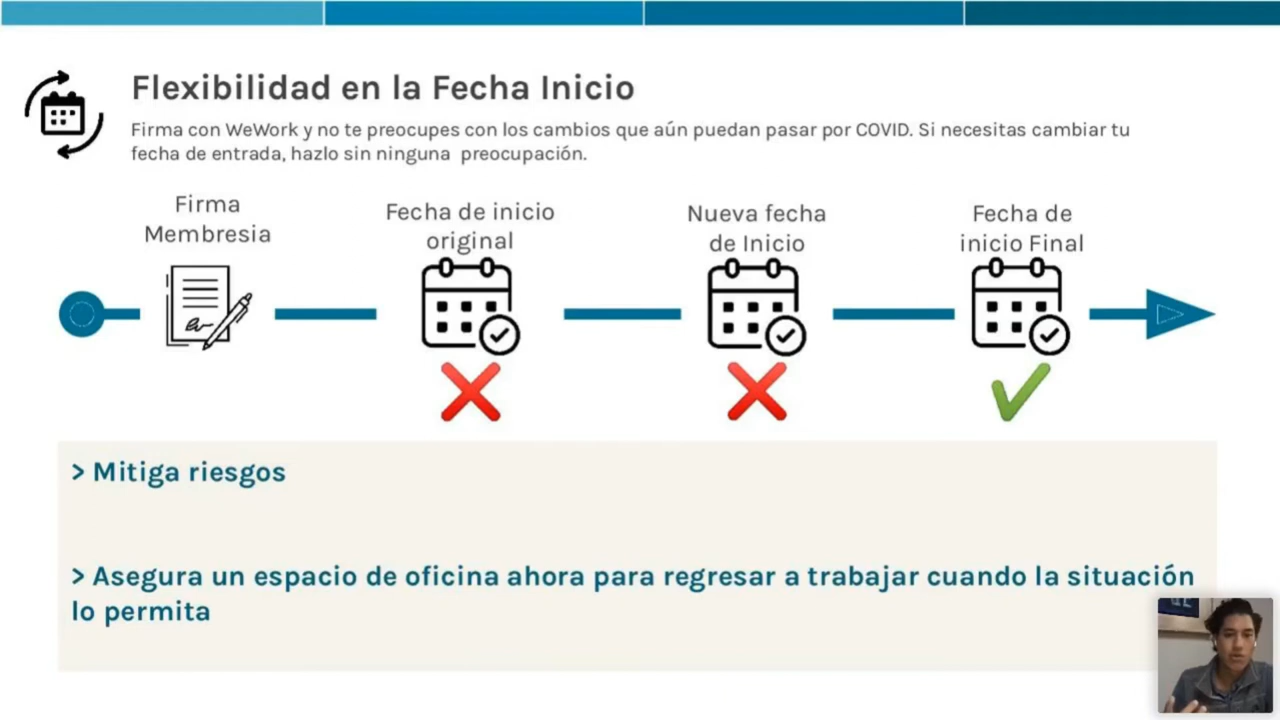 Flexibilidad en la Fecha Inicio
Firma con WeWork y no te preocupes con los cambios que aún puedan pasar por COVID. Si necesitas cambiar tu
fecha de entrada, hazlo sin ninguna preocupación.
Firma
Membresia
Fecha de inicio
original
Nueva fecha
de Inicio
Fecha de
inicio Final
> Mitiga riesgos
> Asegura un espacio de oficina ahora para regresar a trabajar cuando la situación
lo permita